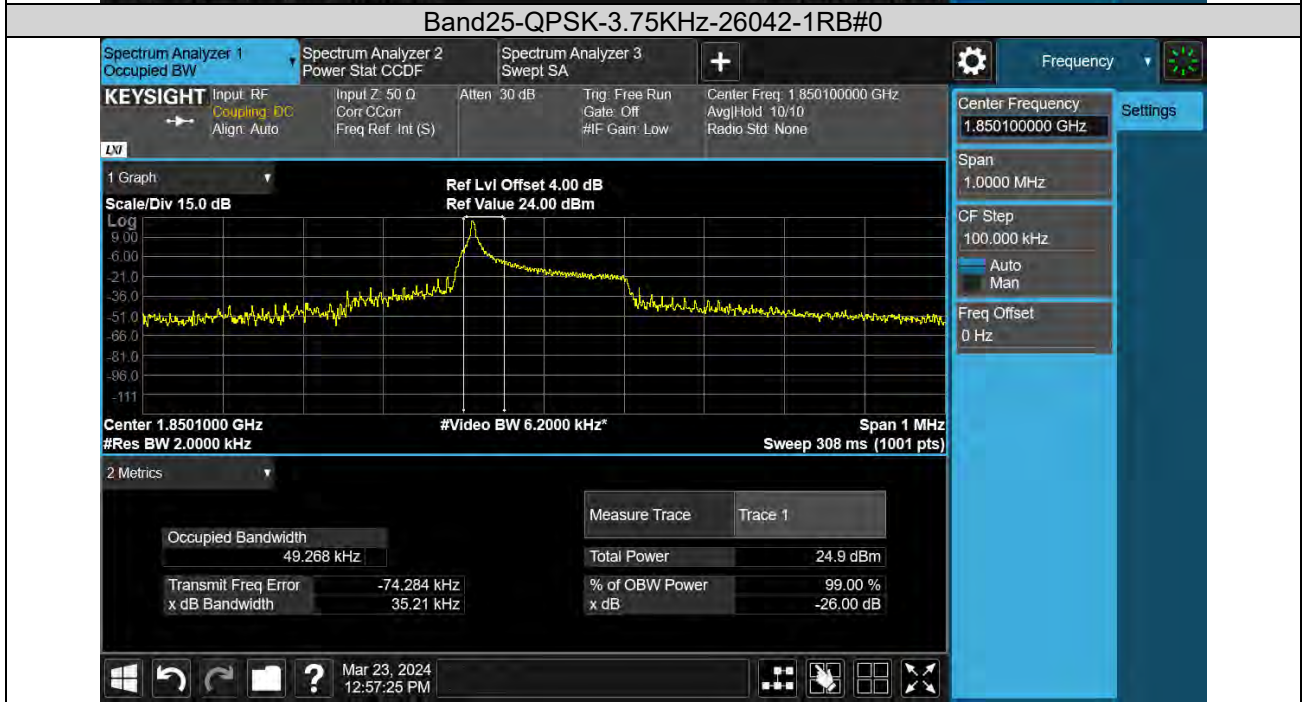 Band25-QPSK-3.75KHz-26042-1RB#0
Spectrum Analyzer 1
Occupied BW
Spectrum Analyzer 2
Power Stat CCDF
Spectrum Analyzer 3
Swept SA
+
Frequency
KEYSIGHT
Input: RF
Coupling: DC
Align: Auto
Input Z: 50 Ω
Corr CCorr
Freq Ref: Int (S)
Atten: 30 dB
Trig: Free Run
Gate: Off
#IF Gain: Low
Center Freq: 1.850100000 GHz
Avg|Hold: 10/10
Radio Std: None
LXI
Center Frequency
1.850100000 GHz
Settings
Span
1.0000 MHz
CF Step
100.000 kHz
Auto
Man
Freq Offset
0 Hz
1 Graph
Scale/Div 15.0 dB
Ref Lvl Offset 4.00 dB
Ref Value 24.00 dBm
Log
9.00
-6.00
-21.0
-36.0
-51.0
-66.0
-81.0
-96.0
-111
Center 1.8501000 GHz
#Res BW 2.0000 kHz
#Video BW 6.2000 kHz*
Span 1 MHz
Sweep 308 ms (1001 pts)
2 Metrics
Measure Trace Trace 1
Occupied Bandwidth
49.268 kHz
Total Power 24.9 dBm
Transmit Freq Error -74.284 kHz
% of OBW Power 99.00 %
x dB Bandwidth 35.21 kHz
x dB -26.00 dB
?
Mar 23, 2024
12:57:25 PM